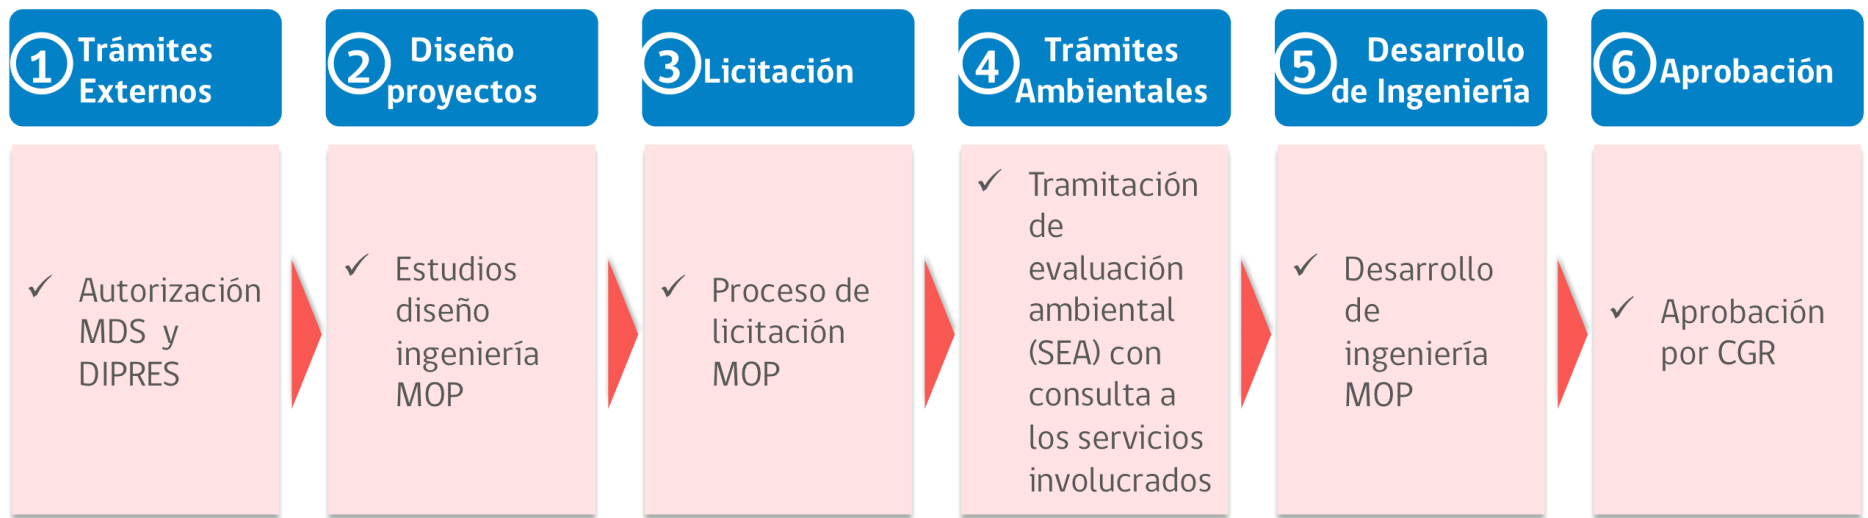 1
Trámites
Externos
✓ Autorización
MDS y
DIPRES
2
Diseño
proyectos
✓ Estudios
diseño
ingeniería
MOP
3
Licitación
✓ Proceso de
licitación
MOP
4
Trámites
Ambientales
✓ Tramitación
de
evaluación
ambiental
(SEA) con
consulta a
los servicios
involucrados
5
Desarrollo
de Ingeniería
✓ Desarrollo
de
ingeniería
MOP
6
Aprobación
✓ Aprobación
por CGR